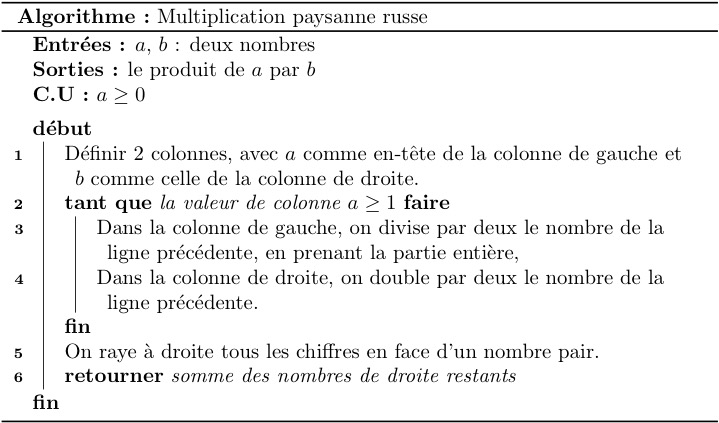 Algorithme : Multiplication paysanne russe
Entrées : a, b : deux nombres
Sorties : le produit de a par b
C.U : a ≥ 0
début
1 Définir 2 colonnes, avec a comme en-tête de la colonne de gauche et
b comme celle de la colonne de droite.
2 tant que la valeur de colonne a ≥ 1 faire
3 Dans la colonne de gauche, on divise par deux le nombre de la
ligne précédente, en prenant la partie entière,
4 Dans la colonne de droite, on double par deux le nombre de la
ligne précédente.
fin
5 On raye à droite tous les chiffres en face d'un nombre pair.
6 retourner somme des nombres de droite restants
fin